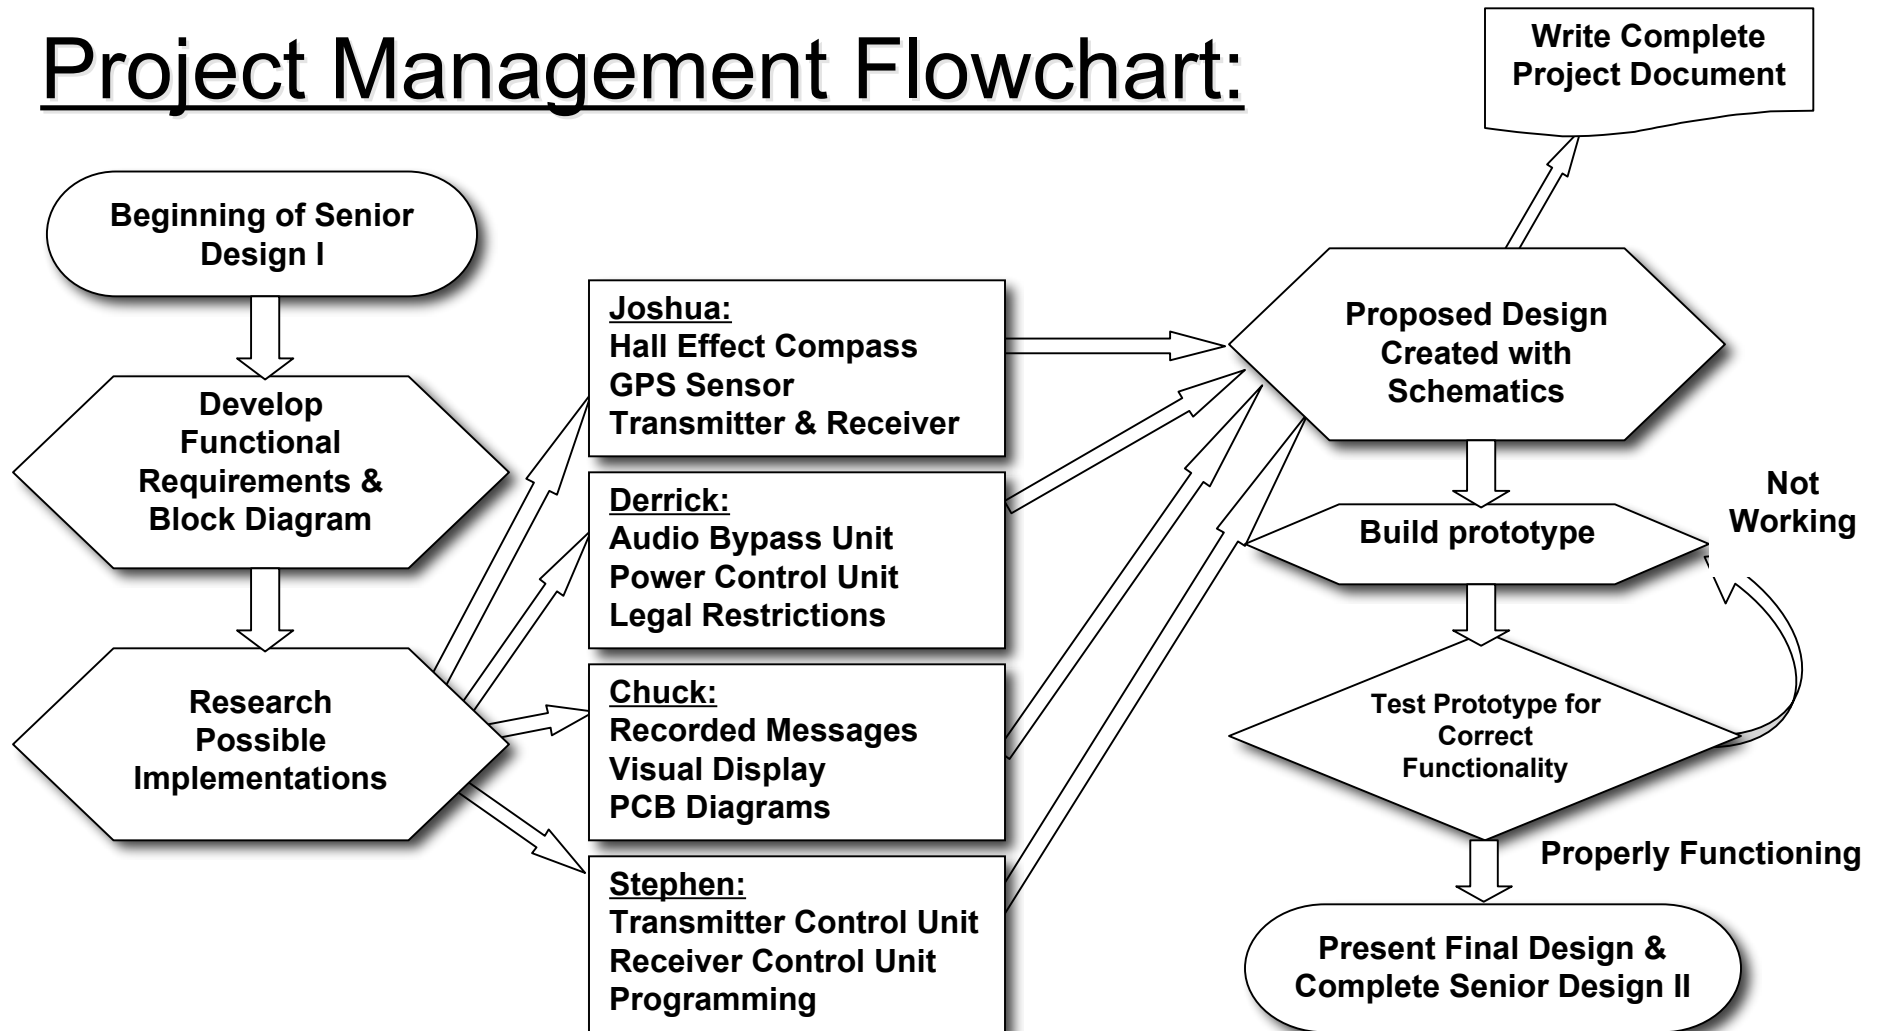 Project Management Flowchart:
Write Complete
Project Document
Beginning of Senior
Design I
Develop
Functional
Requirements &
Block Diagram
Research
Possible
Implementations
Joshua:
Hall Effect Compass
GPS Sensor
Transmitter & Receiver
Derrick:
Audio Bypass Unit
Power Control Unit
Legal Restrictions
Chuck:
Recorded Messages
Visual Display
PCB Diagrams
Stephen:
Transmitter Control Unit
Receiver Control Unit
Programming
Proposed Design
Created with
Schematics
Build prototype
Not
Working
Test Prototype for
Correct
Functionality
Properly Functioning
Present Final Design &
Complete Senior Design II